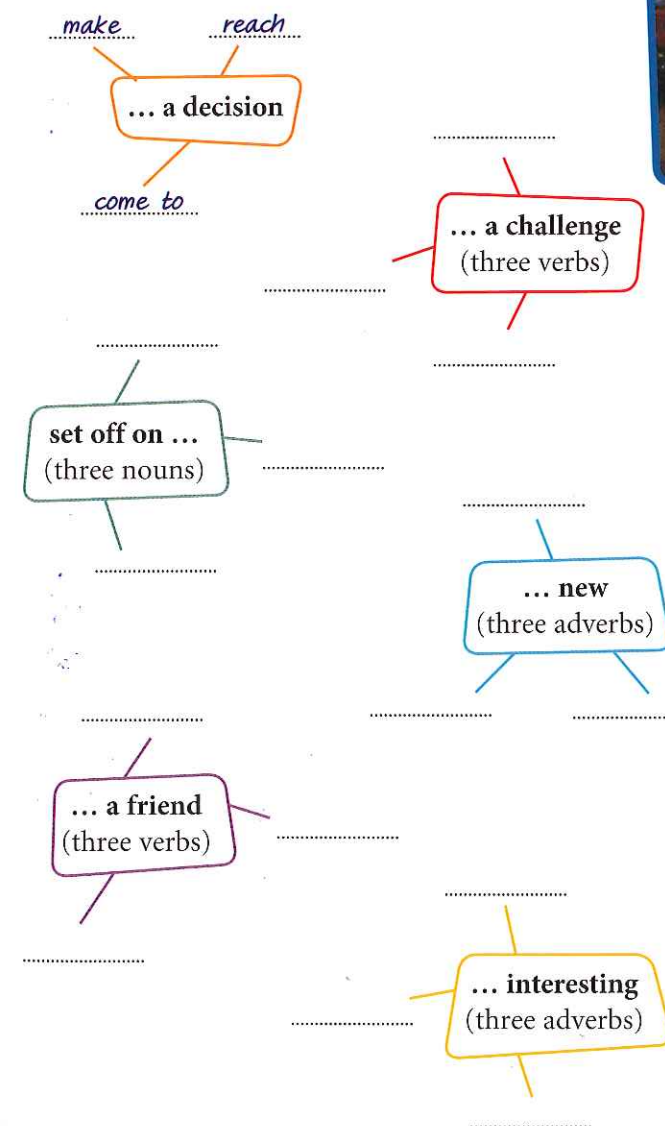 make
reach
... a decision
come to
... a challenge
(three verbs)
set off on ...
(three nouns)
... new
(three adverbs)
... a friend
(three verbs)
... interesting
(three adverbs)